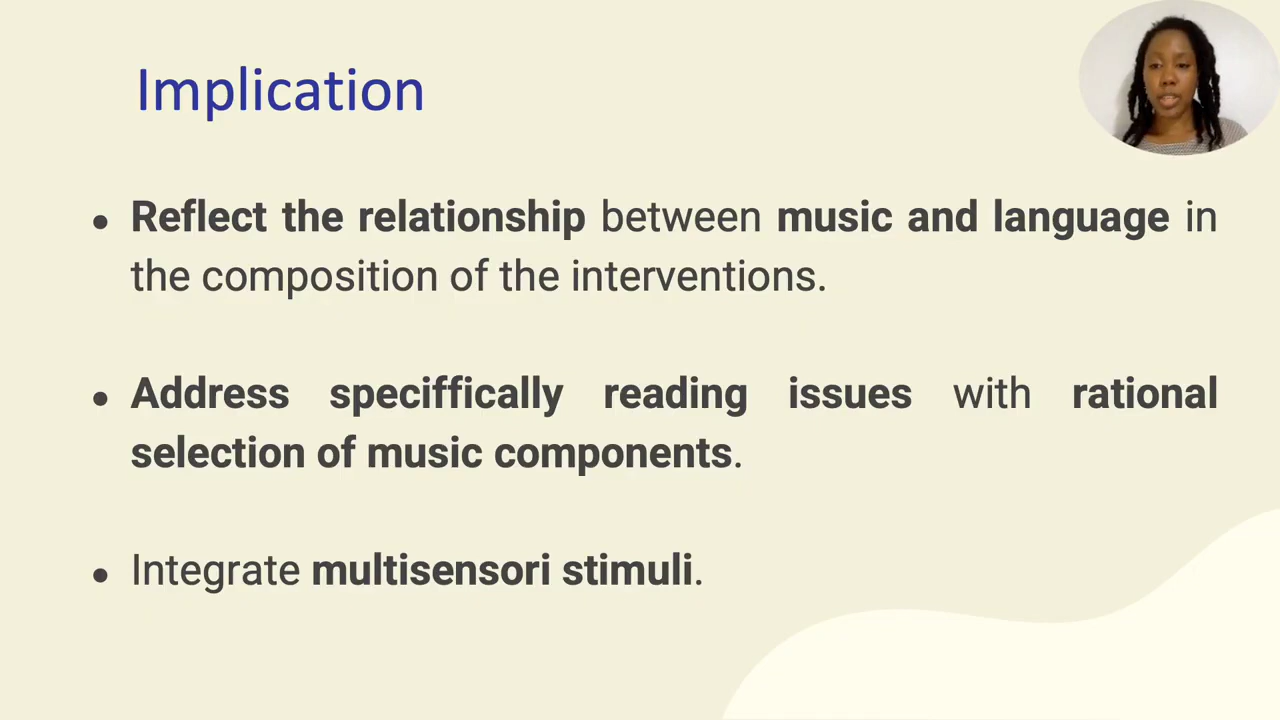 Implication
• Reflect the relationship between music and language in
the composition of the interventions.
• Address speciffically reading issues with rational
selection of music components.
• Integrate multisensori stimuli.